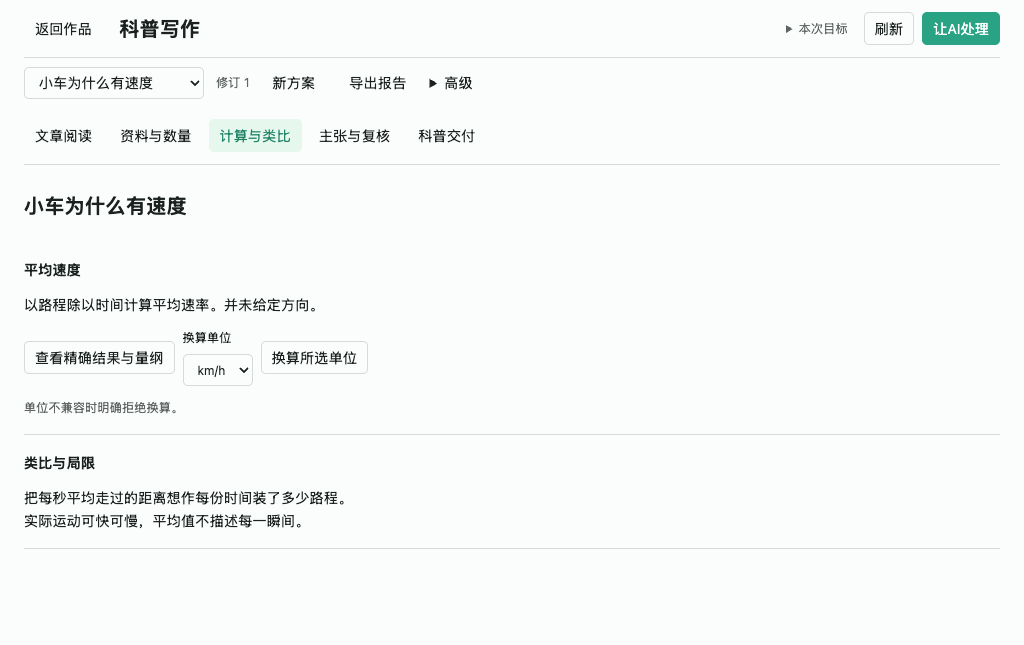 返回作品 科普写作 ▶ 本次目标 刷新 让AI处理
小车为什么有速度 修订 1 新方案 导出报告 ▶ 高级
文章阅读 资料与数量 计算与类比 主张与复核 科普交付
小车为什么有速度
平均速度
以路程除以时间计算平均速率。并未给定方向。
换算单位
查看精确结果与量纲 km/h 换算所选单位
单位不兼容时明确拒绝换算。
类比与局限
把每秒平均走过的距离想作每份时间装了多少路程。
实际运动可快可慢，平均值不描述每一瞬间。